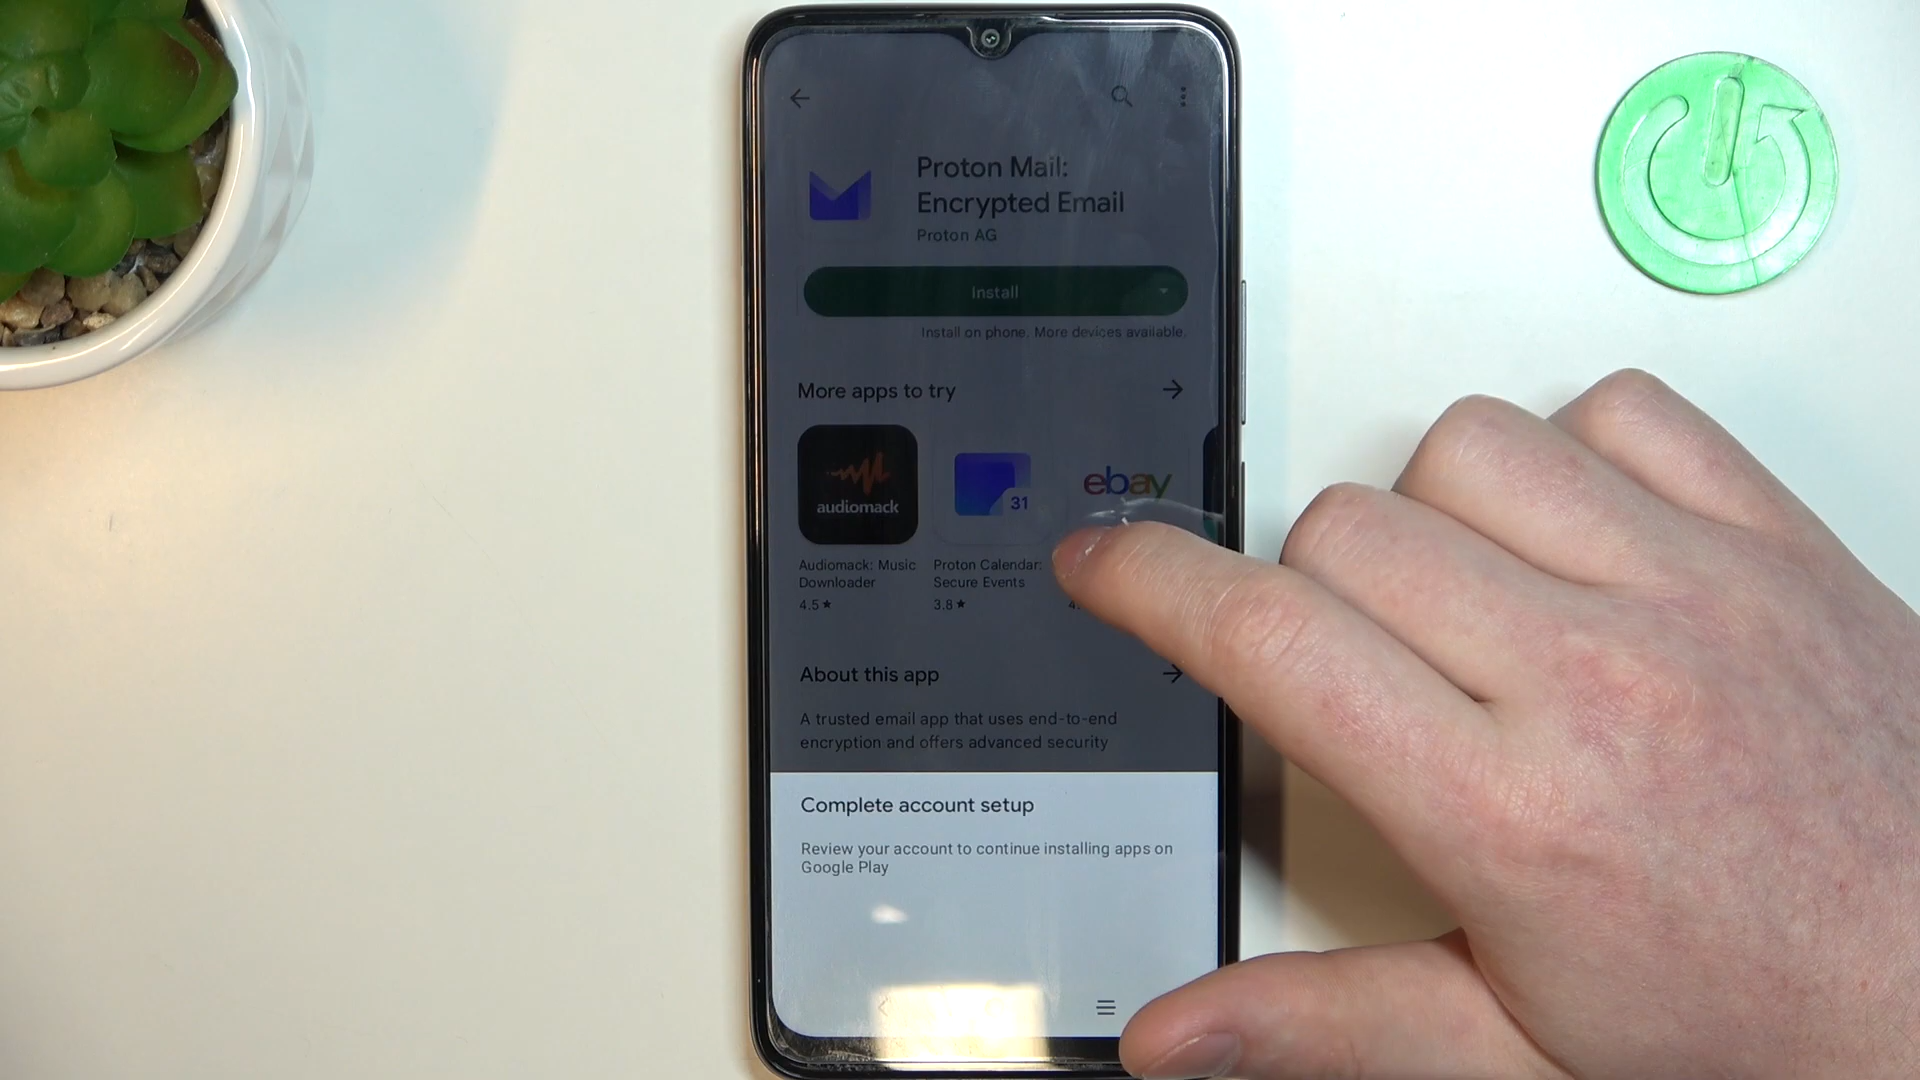 Proton Mail:
Encrypted Email
Proton AG
Install
Install on phone. More devices available.
More apps to try
audiomack
31
ebay
Audiomack: Music
Downloader
4.5★
Proton Calendar:
Secure Events
3.8★
4.
About this app
A trusted email app that uses end-to-end
encryption and offers advanced security
Complete account setup
Review your account to continue installing apps on
Google Play